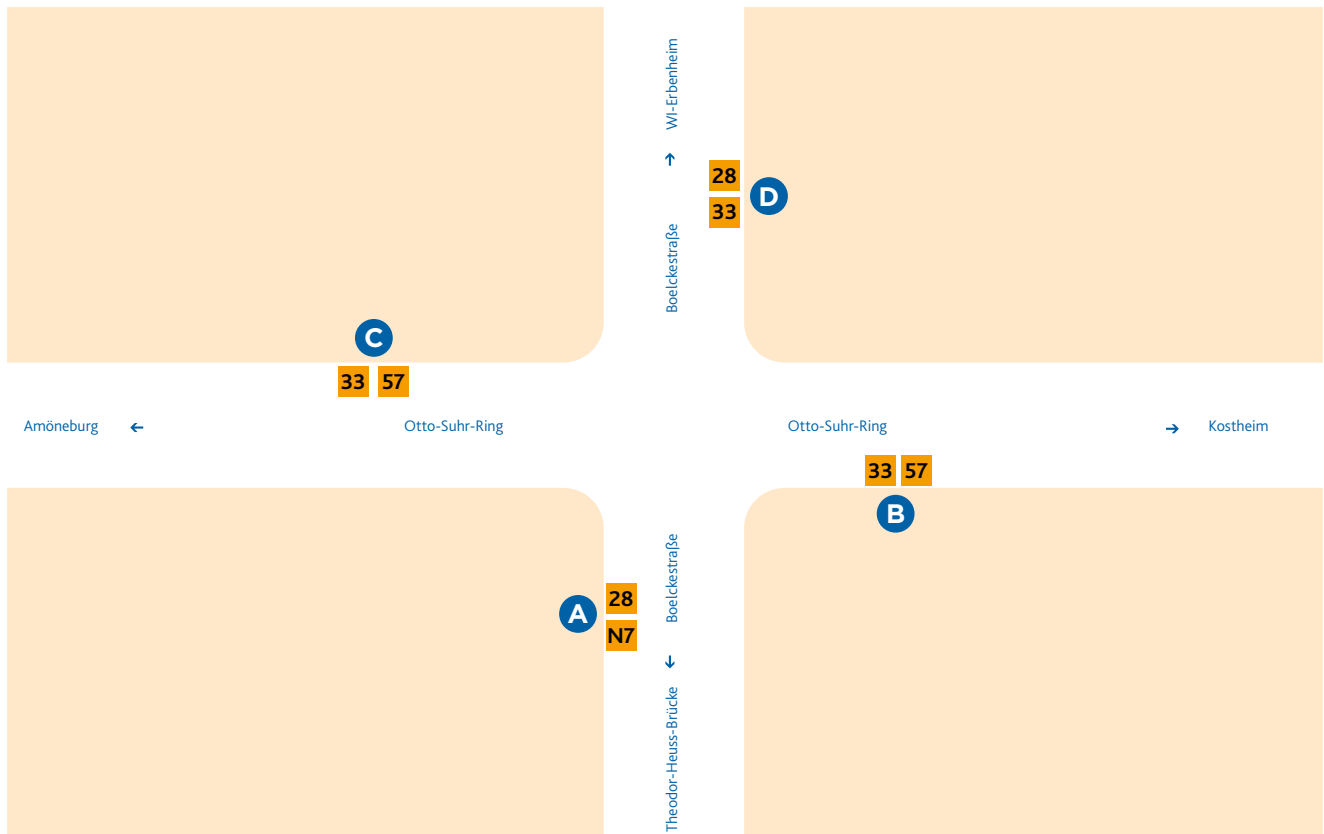 WI-Erbenheim
↑
Boelckestraße
28
33
D
C
33 57
Amöneburg ← Otto-Suhr-Ring
Otto-Suhr-Ring → Kostheim
33 57
B
A
28
N7
Boelckestraße
↓
Theodor-Heuss-Brücke